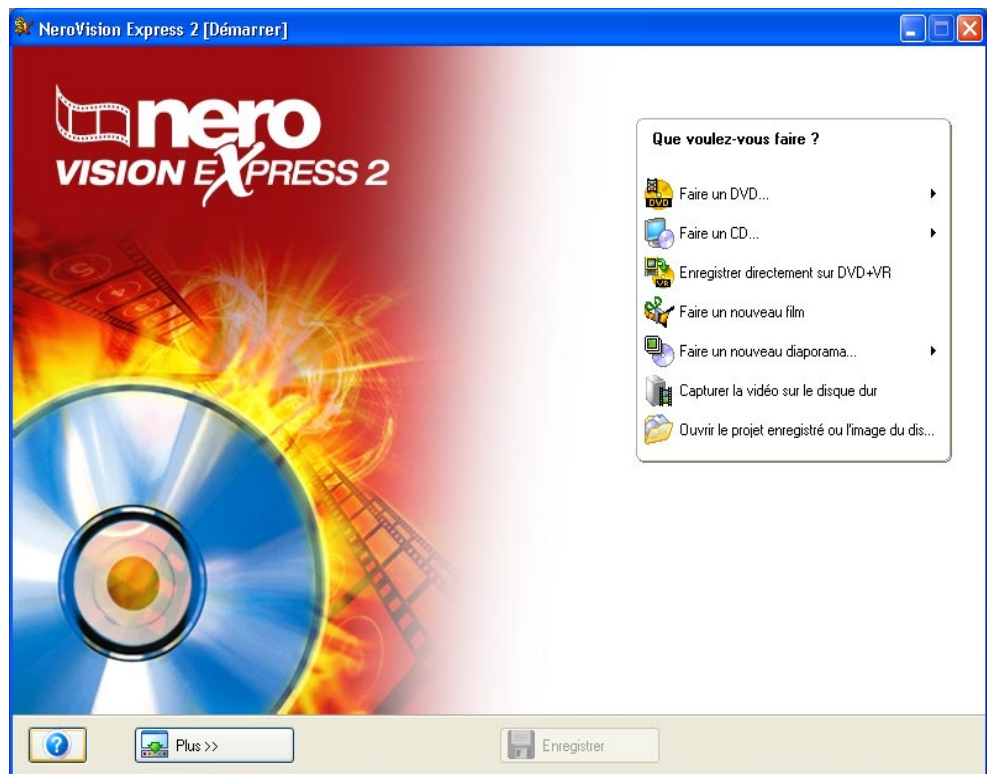 NeroVision Express 2 [Démarrer]
nero
VISION EXPRESS 2
Que voulez-vous faire ?
Faire un DVD...
DVD
Faire un CD...
Enregistrer directement sur DVD+VR
VR
Faire un nouveau film
Faire un nouveau diaporama...
Capturer la vidéo sur le disque dur
Ouvrir le projet enregistré ou l'image du dis...
? Plus >> Enregistrer